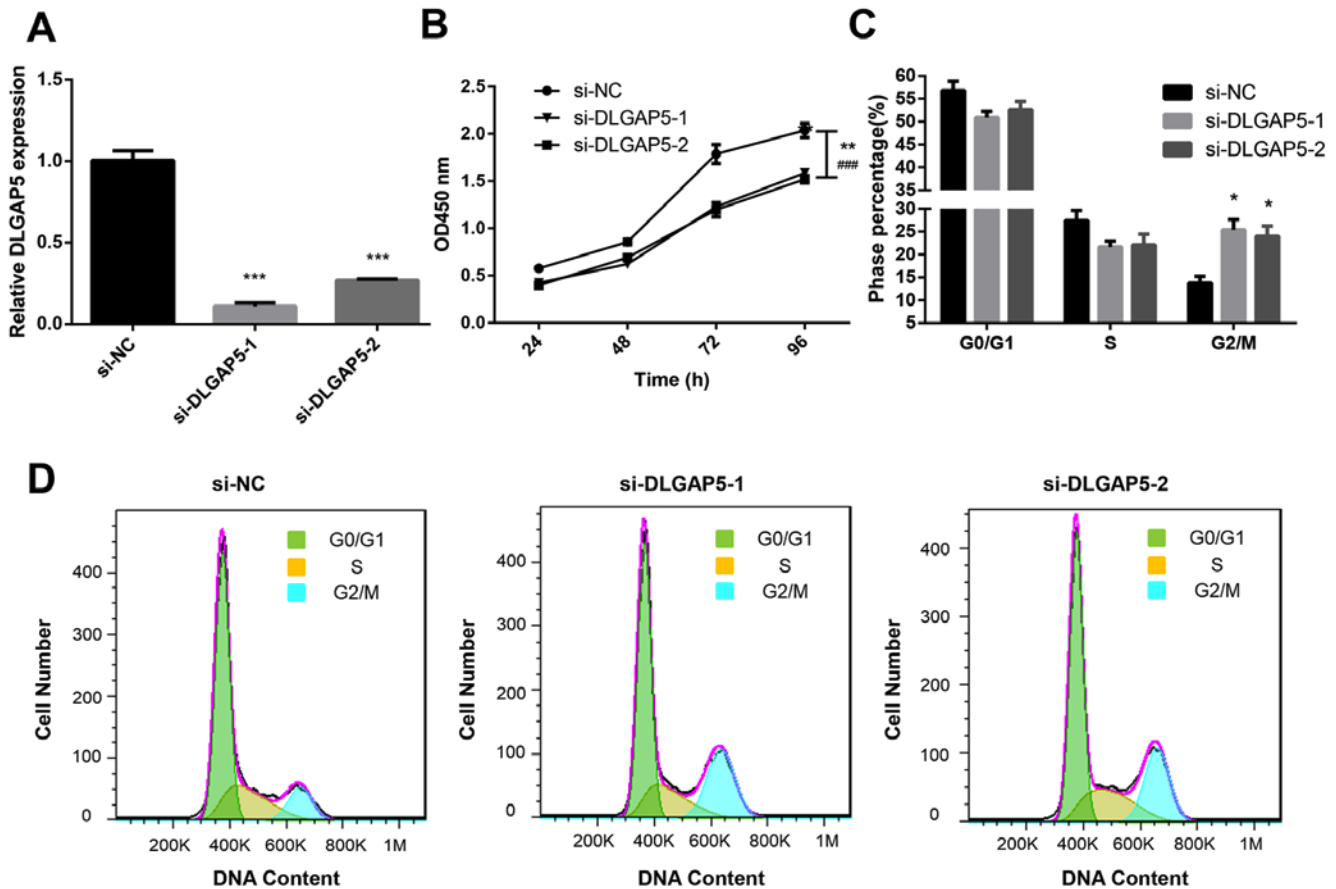 A
Relative DLGAP5 expression
1.5
1.0
0.5
0.0
***
***
si-NC
si-DLGAP5-1
si-DLGAP5-2
B
OD450 nm
2.5
2.0
1.5
1.0
0.5
0.0
si-NC
si-DLGAP5-1
si-DLGAP5-2
**
###
24
48
72
96
Time (h)
C
Phase percentage(%)
60
55
50
45
40
35
30
25
20
15
10
5
si-NC
si-DLGAP5-1
si-DLGAP5-2
*
*
G0/G1
S
G2/M
D
si-NC
Cell Number
400
300
200
100
0
G0/G1
S
G2/M
200K
400K
600K
800K
1M
DNA Content
si-DLGAP5-1
Cell Number
400
300
200
100
0
G0/G1
S
G2/M
200K
400K
600K
800K
1M
DNA Content
si-DLGAP5-2
Cell Number
400
300
200
100
0
G0/G1
S
G2/M
200K
400K
600K
800K
1M
DNA Content